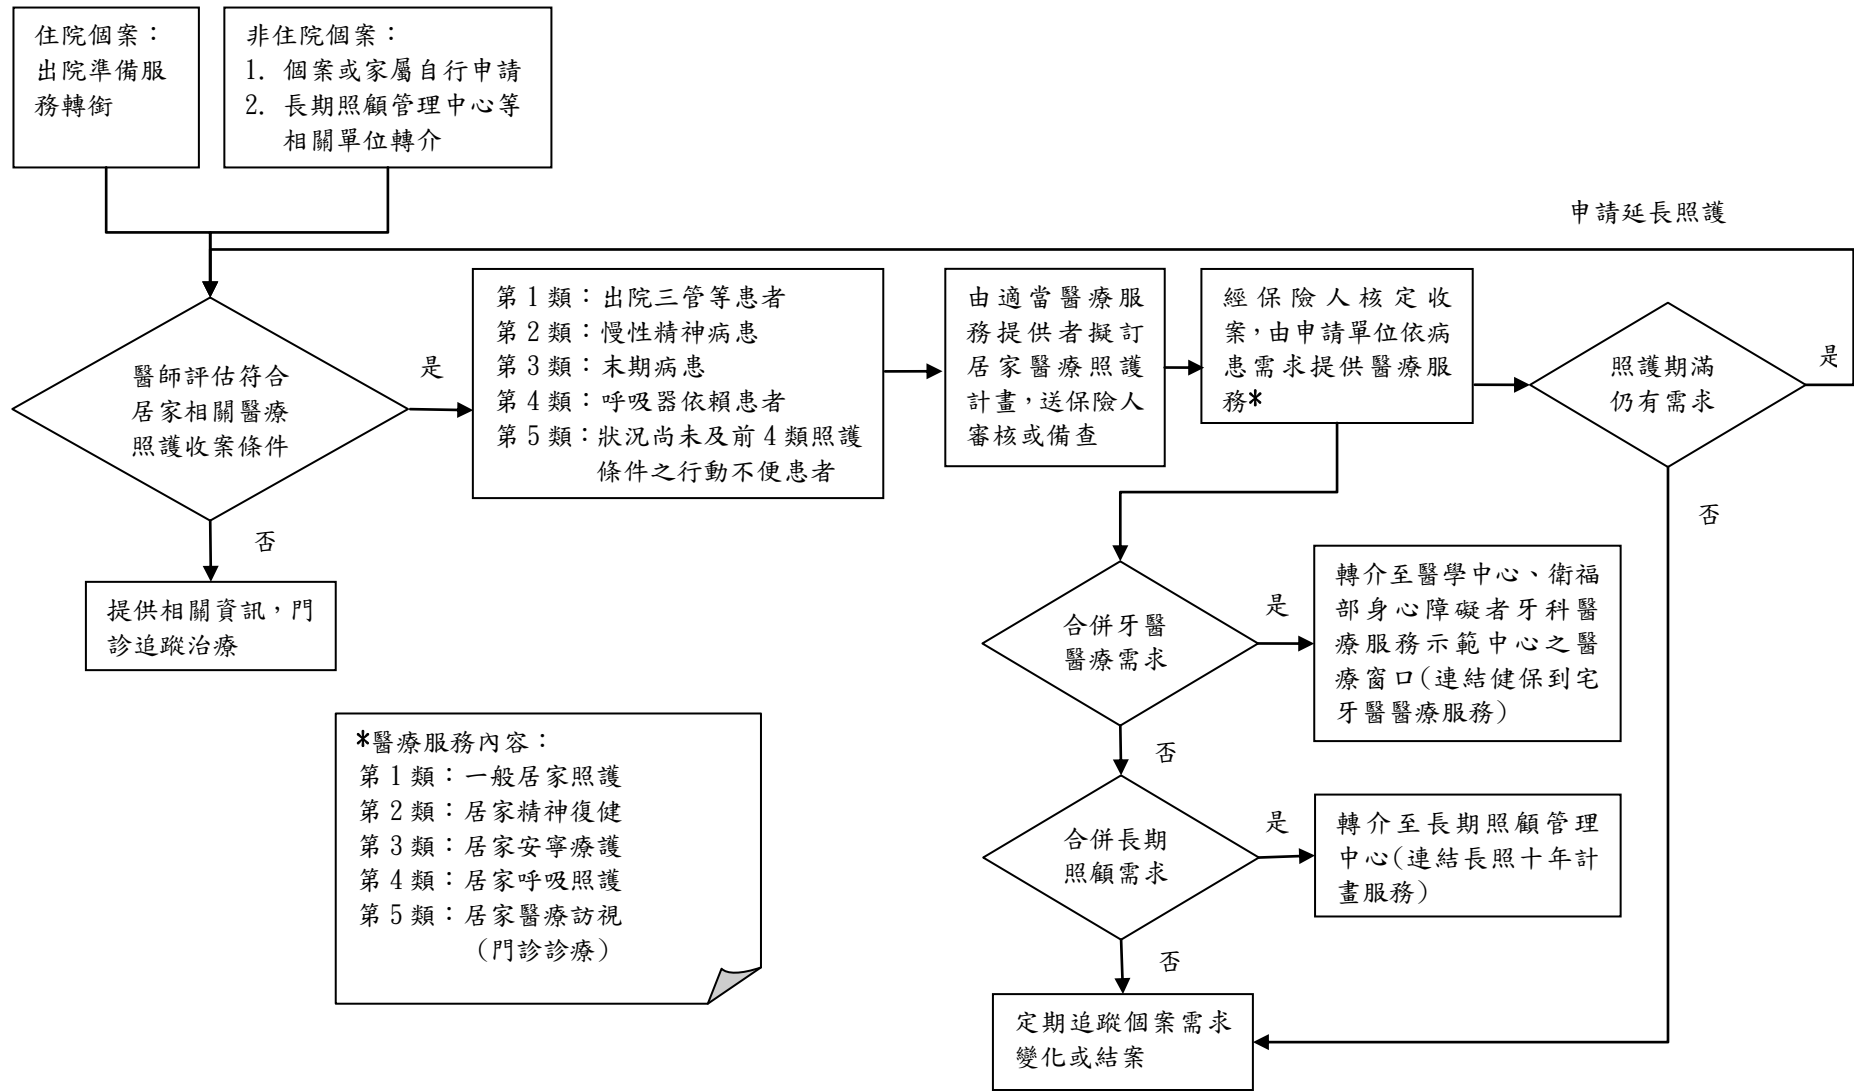 住院個案：
出院準備服
務轉銜
非住院個案：
1. 個案或家屬自行申請
2. 長期照顧管理中心等
相關單位轉介
申請延長照護
醫師評估符合
居家相關醫療
照護收案條件
是
否
提供相關資訊，門
診追蹤治療
第1類：出院三管等患者
第2類：慢性精神病患
第3類：末期病患
第4類：呼吸器依賴患者
第5類：狀況尚未及前4類照護
條件之行動不便患者
由適當醫療服
務提供者擬訂
居家醫療照護
計畫，送保險人
審核或備查
經保險人核定收
案，由申請單位依病
患需求提供醫療服
務*
照護期滿
仍有需求
是
否
合併牙醫
醫療需求
是
轉介至醫學中心、衛福
部身心障礙者牙科醫
療服務示範中心之醫
療窗口(連結健保到宅
牙醫醫療服務)
否
合併長期
照顧需求
是
轉介至長期照顧管理
中心(連結長照十年計
畫服務)
否
定期追蹤個案需求
變化或結案
*醫療服務內容：
第1類：一般居家照護
第2類：居家精神復健
第3類：居家安寧療護
第4類：居家呼吸照護
第5類：居家醫療訪視
(門診診療)